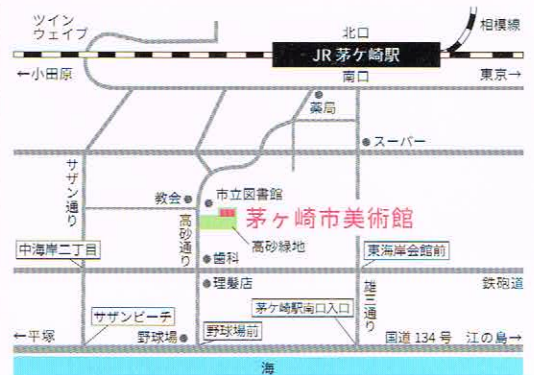 ツイン
ウェイブ
北口
相模線
JR 茅ケ崎駅
←小田原
南口
東京→
薬局
スーパー
サザン通り
教会
市立図書館
茅ヶ崎市美術館
高砂通り
高砂緑地
中海岸二丁目
歯科
東海岸会館前
理髪店
雄三通り
鉄砲道
サザンビーチ
茅ケ崎駅南口入口
←平塚
野球場
野球場前
国道 134 号
江の島→
海